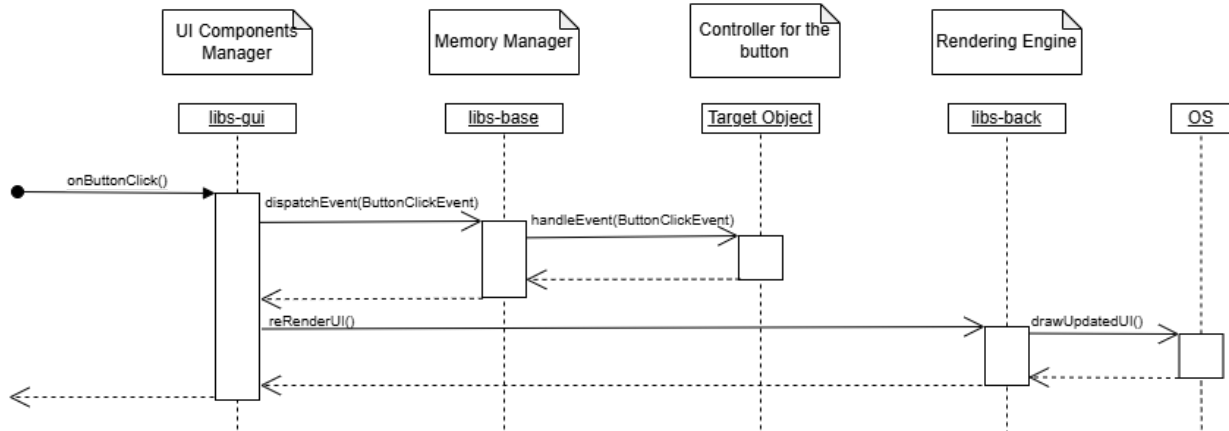 UI Components
Manager
Memory Manager
Controller for the
button
Rendering Engine
libs-gui
libs-base
Target Object
libs-back
OS
onButtonClick()
dispatchEvent(ButtonClickEvent)
handleEvent(ButtonClickEvent)
reRenderUI()
drawUpdatedUI()